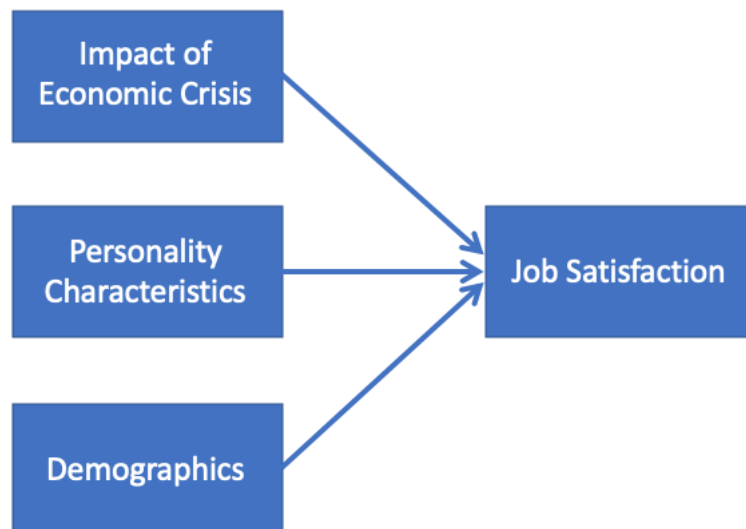 Impact of
Economic Crisis
Personality
Characteristics
Job Satisfaction
Demographics